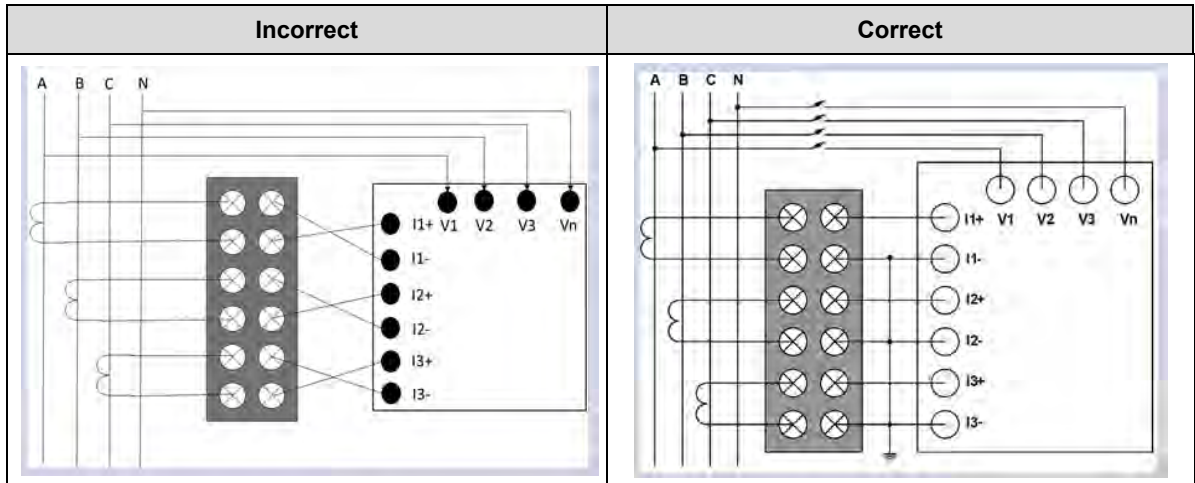 Incorrect
Correct
A B C N
I1+ V1 V2 V3 Vn
I1-
I2+
I2-
I3+
I3-
A B C N
I1+ V1 V2 V3 Vn
I1-
I2+
I2-
I3+
I3-